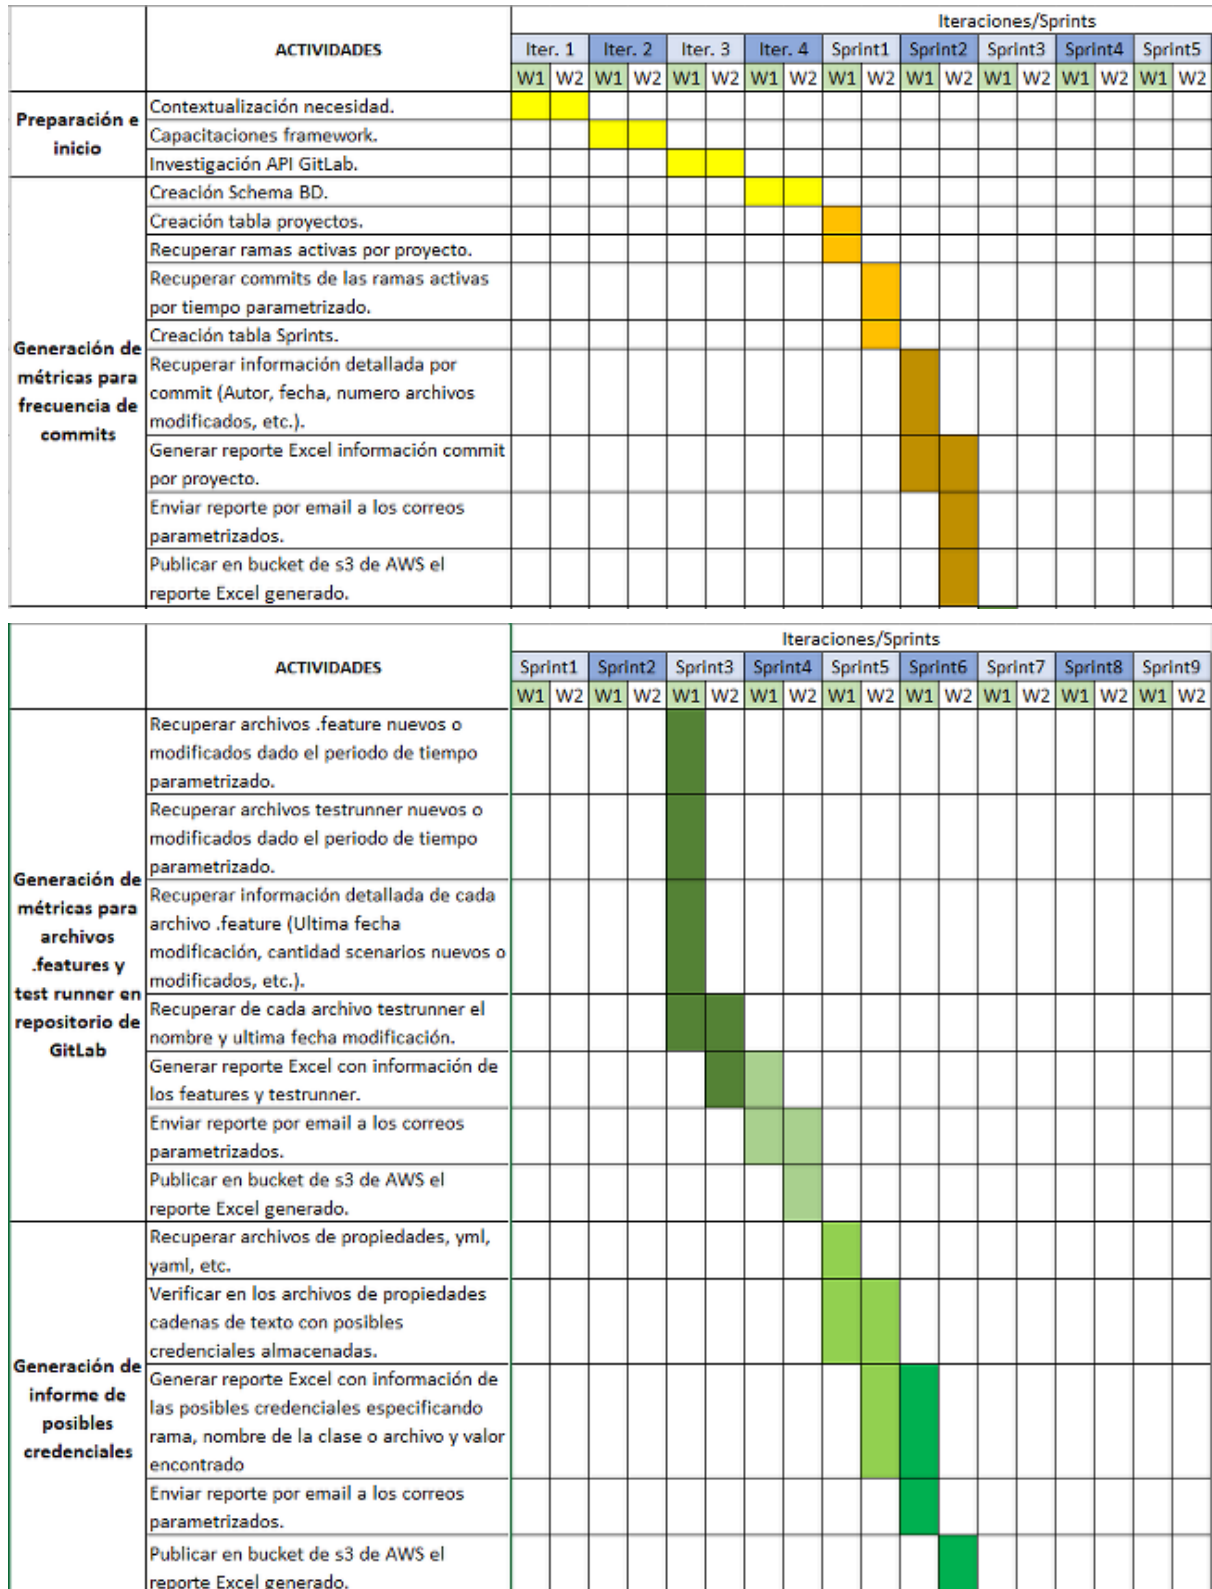 Iteraciones/Sprints
ACTIVIDADES
Iter. 1 Iter. 2 Iter. 3 Iter. 4 Sprint1 Sprint2 Sprint3 Sprint4 Sprint5
W1 W2 W1 W2 W1 W2 W1 W2 W1 W2 W1 W2 W1 W2 W1 W2 W1 W2
Preparación e
inicio
Contextualización necesidad.
Capacitaciones framework.
Investigación API GitLab.
Generación de
métricas para
frecuencia de
commits
Creación Schema BD.
Creación tabla proyectos.
Recuperar ramas activas por proyecto.
Recuperar commits de las ramas activas
por tiempo parametrizado.
Creación tabla Sprints.
Recuperar información detallada por
commit (Autor, fecha, numero archivos
modificados, etc.).
Generar reporte Excel información commit
por proyecto.
Enviar reporte por email a los correos
parametrizados.
Publicar en bucket de s3 de AWS el
reporte Excel generado.
Iteraciones/Sprints
ACTIVIDADES
Sprint1 Sprint2 Sprint3 Sprint4 Sprint5 Sprint6 Sprint7 Sprint8 Sprint9
W1 W2 W1 W2 W1 W2 W1 W2 W1 W2 W1 W2 W1 W2 W1 W2 W1 W2
Generación de
métricas para
archivos
.features y
test runner en
repositorio de
GitLab
Recuperar archivos .feature nuevos o
modificados dado el periodo de tiempo
parametrizado.
Recuperar archivos testrunner nuevos o
modificados dado el periodo de tiempo
parametrizado.
Recuperar información detallada de cada
archivo .feature (Ultima fecha
modificación, cantidad scenarios nuevos o
modificados, etc.).
Recuperar de cada archivo testrunner el
nombre y ultima fecha modificación.
Generar reporte Excel con información de
los features y testrunner.
Enviar reporte por email a los correos
parametrizados.
Publicar en bucket de s3 de AWS el
reporte Excel generado.
Generación de
informe de
posibles
credenciales
Recuperar archivos de propiedades, yml,
yaml, etc.
Verificar en los archivos de propiedades
cadenas de texto con posibles
credenciales almacenadas.
Generar reporte Excel con información de
las posibles credenciales especificando
rama, nombre de la clase o archivo y valor
encontrado
Enviar reporte por email a los correos
parametrizados.
Publicar en bucket de s3 de AWS el
reporte Excel generado.